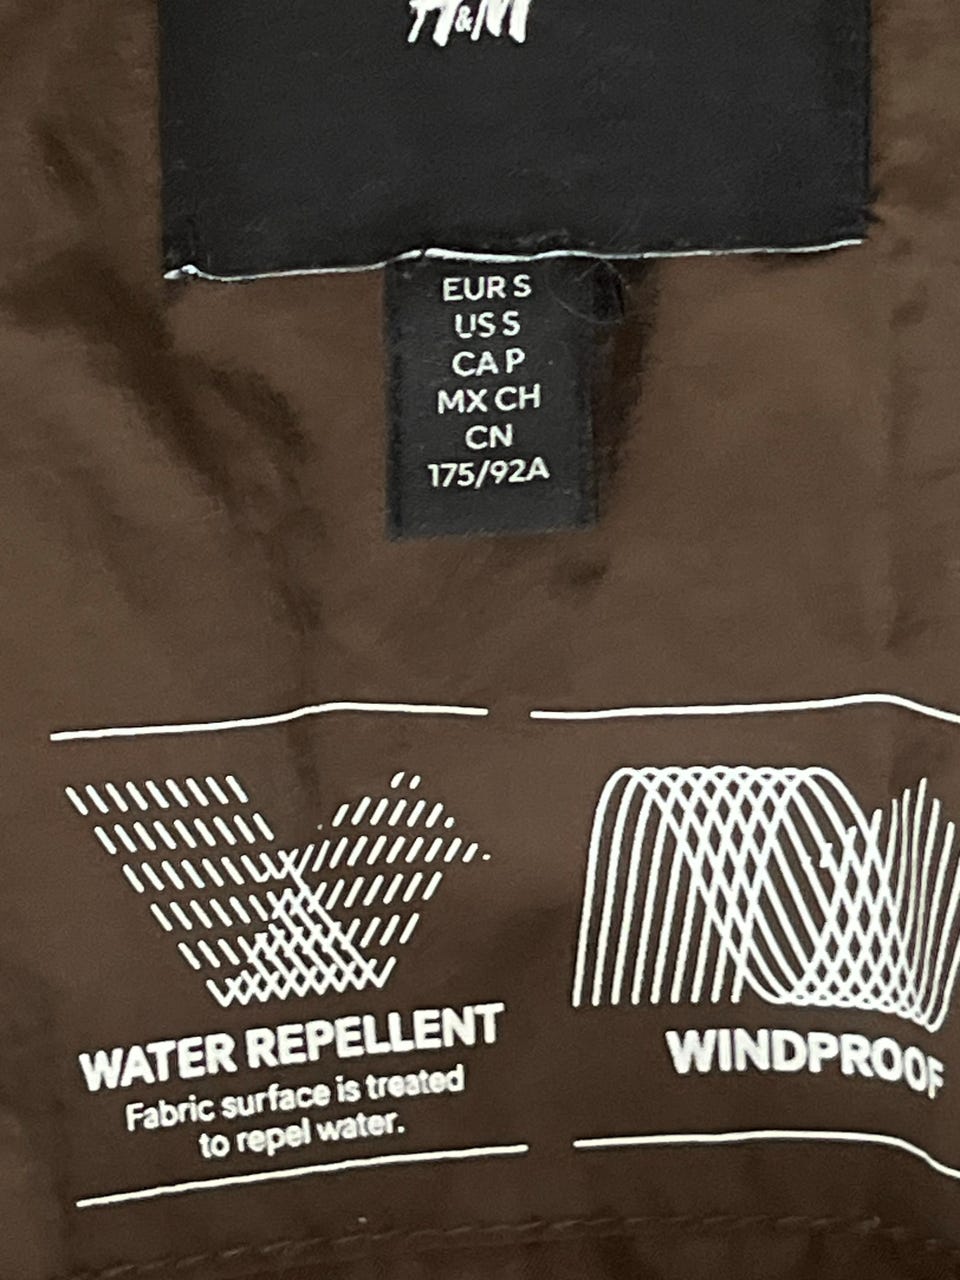 H&M
EUR S
US S
CA P
MX CH
CN
175/92A
WATER REPELLENT
Fabric surface is treated
to repel water.
WINDPROOF